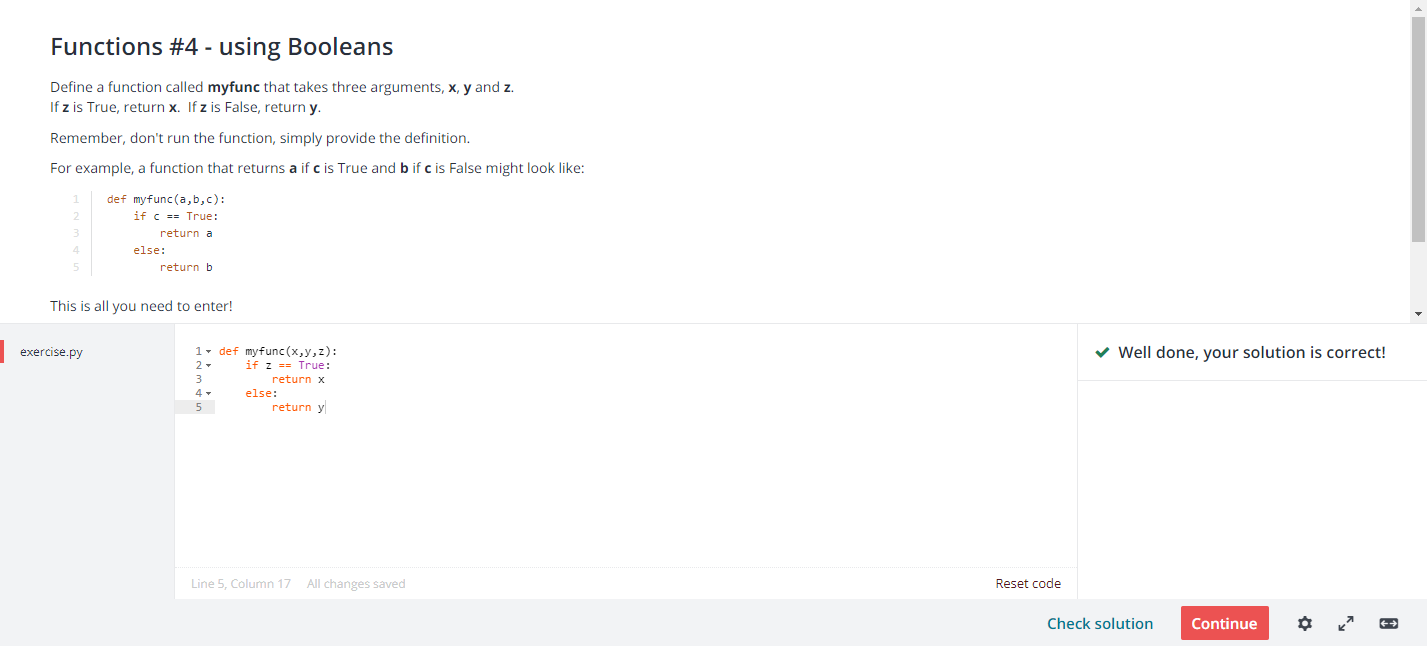 Functions #4 - using Booleans
Define a function called myfunc that takes three arguments, x, y and z.
If z is True, return x.  If z is False, return y.
Remember, don't run the function, simply provide the definition.
For example, a function that returns a if c is True and b if c is False might look like:
1 def myfunc(a,b,c):
2     if c == True:
3         return a
4     else:
5         return b
This is all you need to enter!
exercise.py
1 def myfunc(x,y,z):
2     if z == True:
3         return x
4     else:
5         return y
Well done, your solution is correct!
Line 5, Column 17 All changes saved
Reset code
Check solution
Continue